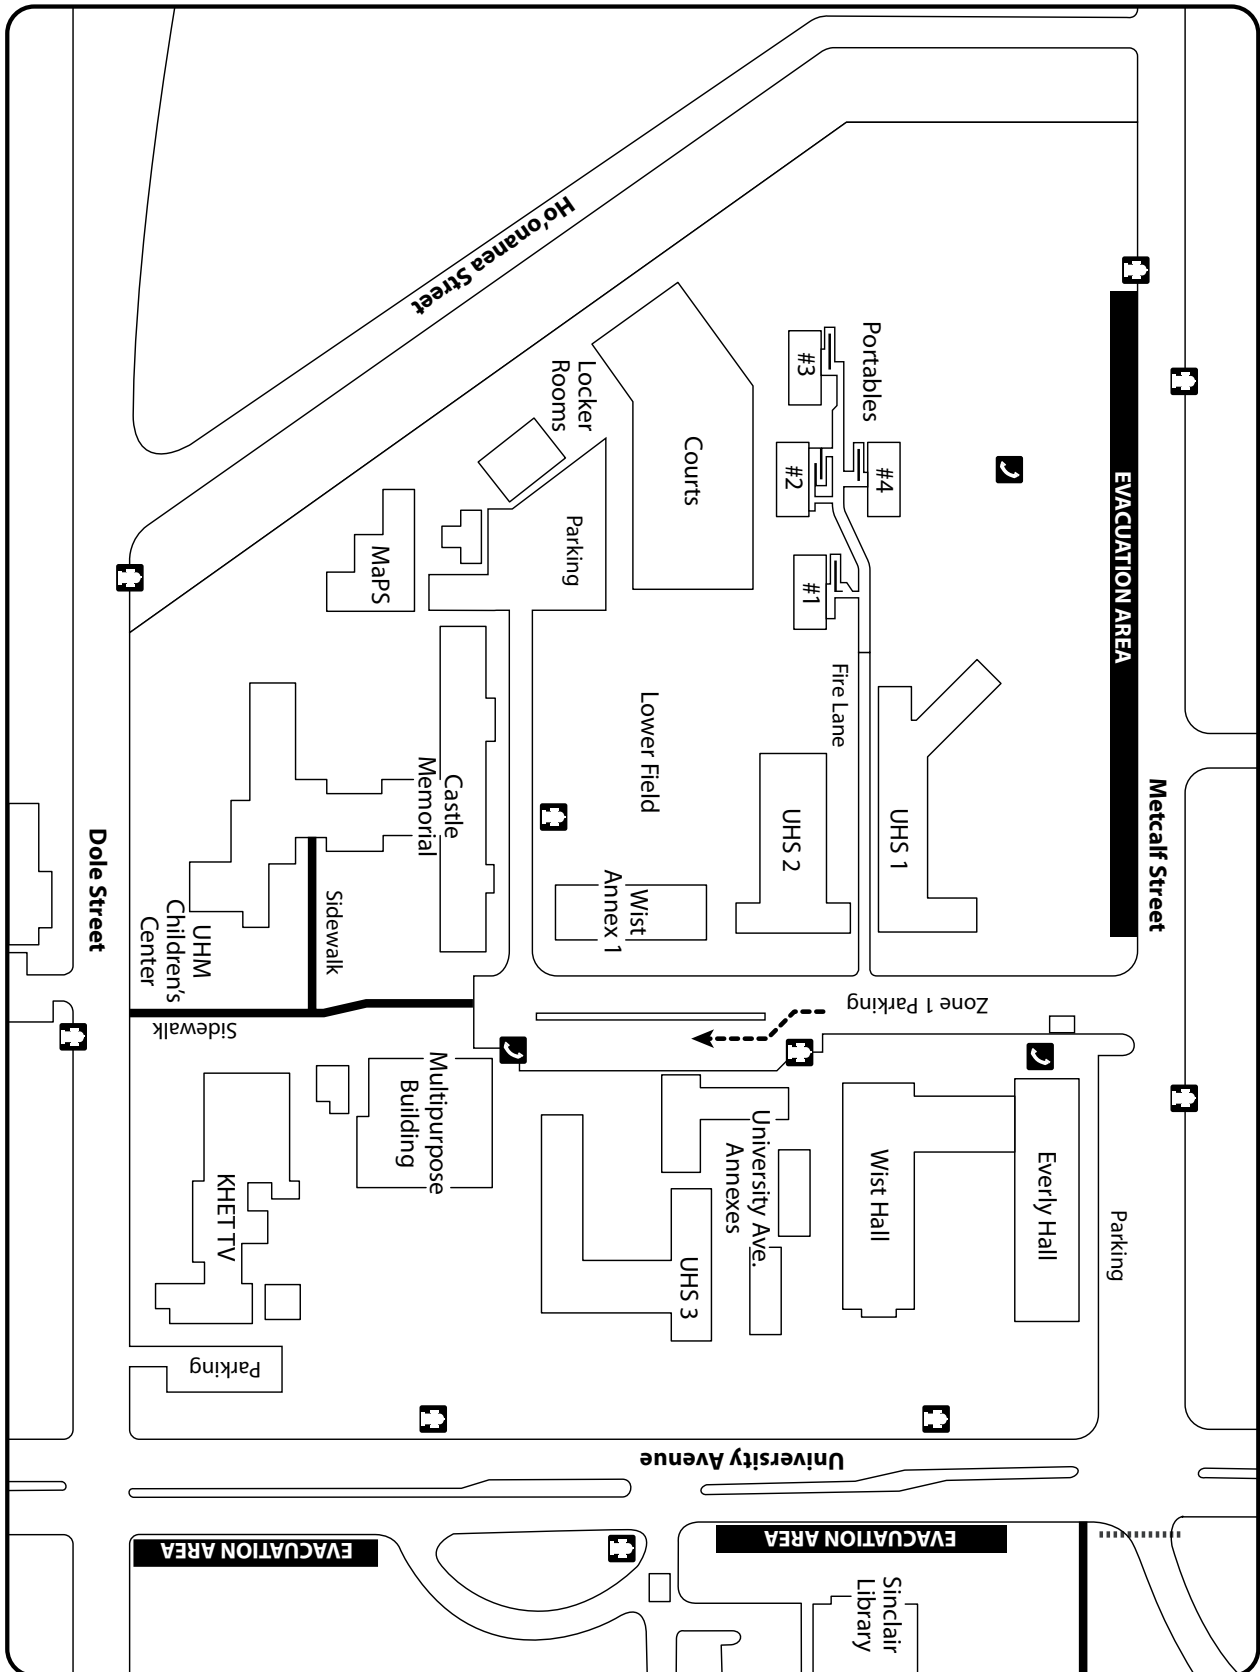 Metcalf Street
EVACUATION AREA
Portables
#4
#3
#2
#1
Courts
Locker
Rooms
Ho‘onanea Street
Parking
MaPS
Fire Lane
UHS 1
UHS 2
Lower Field
Wist
Annex 1
Castle
Memorial
Sidewalk
UHM
Children's
Center
Dole Street
Sidewalk
Zone 1 Parking
Parking
Everly Hall
Wist Hall
University Ave.
Annexes
UHS 3
Multipurpose
Building
KHET TV
Parking
University Avenue
EVACUATION AREA
EVACUATION AREA
Sinclair
Library